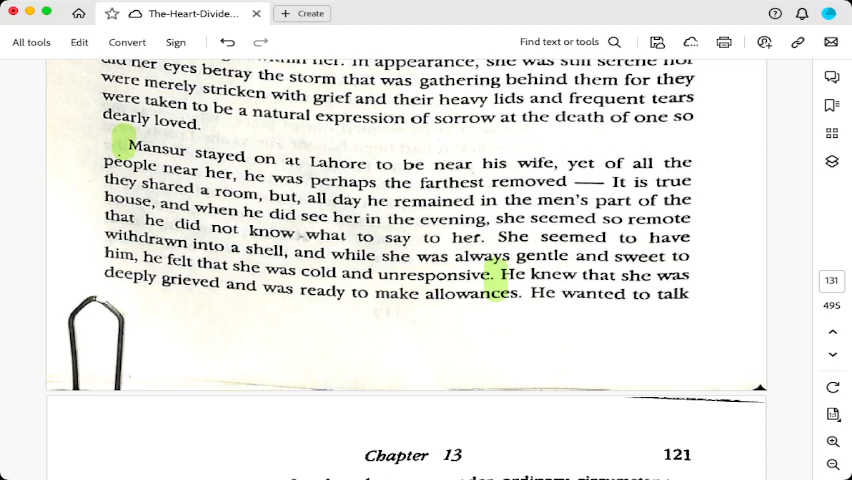 The-Heart-Divide...
Create
All tools
Edit
Convert
Sign
Find text or tools
her. In appearance, she was still serene nor
did her eyes betray the storm that was gathering behind them for they
were merely stricken with grief and their heavy lids and frequent tears
were taken to be a natural expression of sorrow at the death of one so
dearly loved.
Mansur stayed on at Lahore to be near his wife, yet of all the
people near her, he was perhaps the farthest removed — It is true
they shared a room, but, all day he remained in the men's part of the
house, and when he did see her in the evening, she seemed so remote
that he did not know what to say to her. She seemed to have
withdrawn into a shell, and while she was always gentle and sweet to
him, he felt that she was cold and unresponsive. He knew that she was
deeply grieved and was ready to make allowances. He wanted to talk
131
495
Chapter 13
121